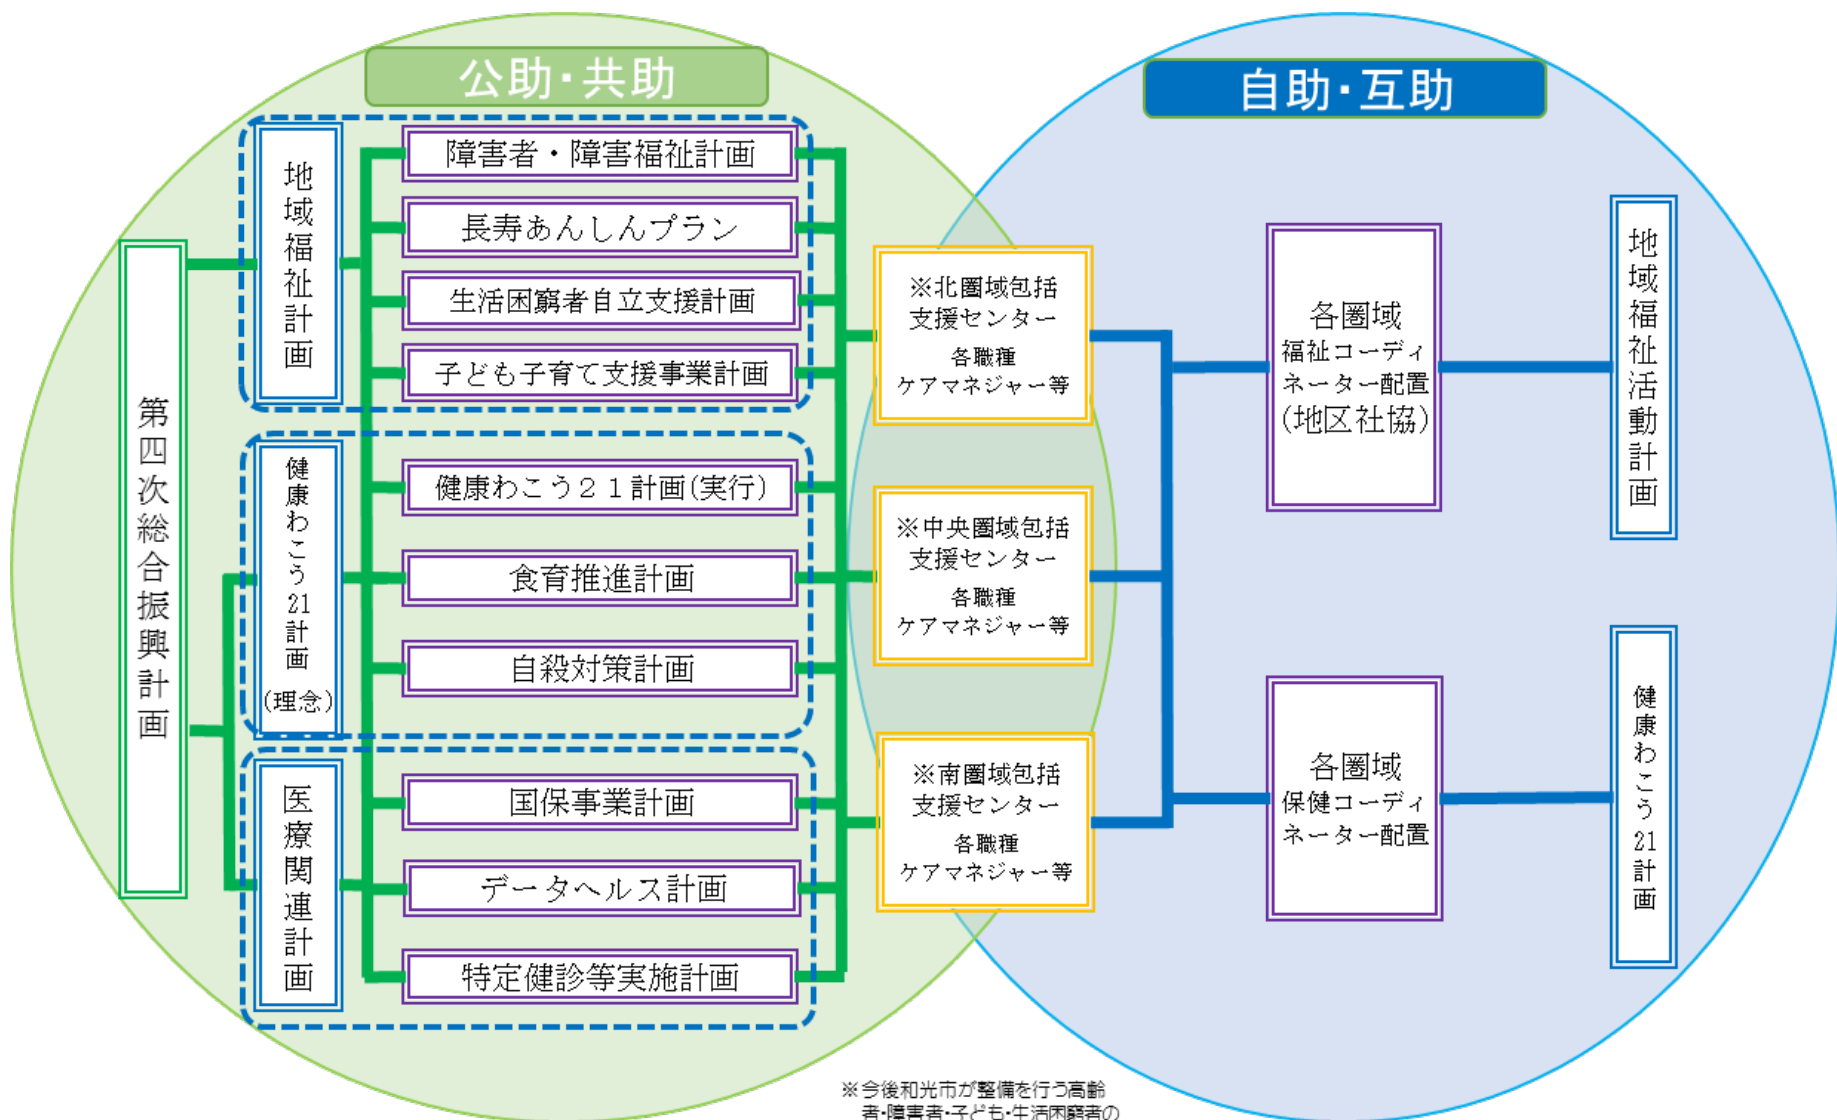 公助・共助
自助・互助
第四次総合振興計画
地域福祉計画
障害者・障害福祉計画
長寿あんしんプラン
生活困窮者自立支援計画
子ども子育て支援事業計画
健康わこう21計画
(理念)
健康わこう２１計画(実行)
食育推進計画
自殺対策計画
医療関連計画
国保事業計画
データヘルス計画
特定健診等実施計画
※北圏域包括
支援センター
各職種
ケアマネジャー等
※中央圏域包括
支援センター
各職種
ケアマネジャー等
※南圏域包括
支援センター
各職種
ケアマネジャー等
各圏域
福祉コーディ
ネーター配置
(地区社協)
各圏域
保健コーディ
ネーター配置
地域福祉活動計画
健康わこう21計画
※今後和光市が整備を行う高齢
者・障害者・子ども・生活困窮者の